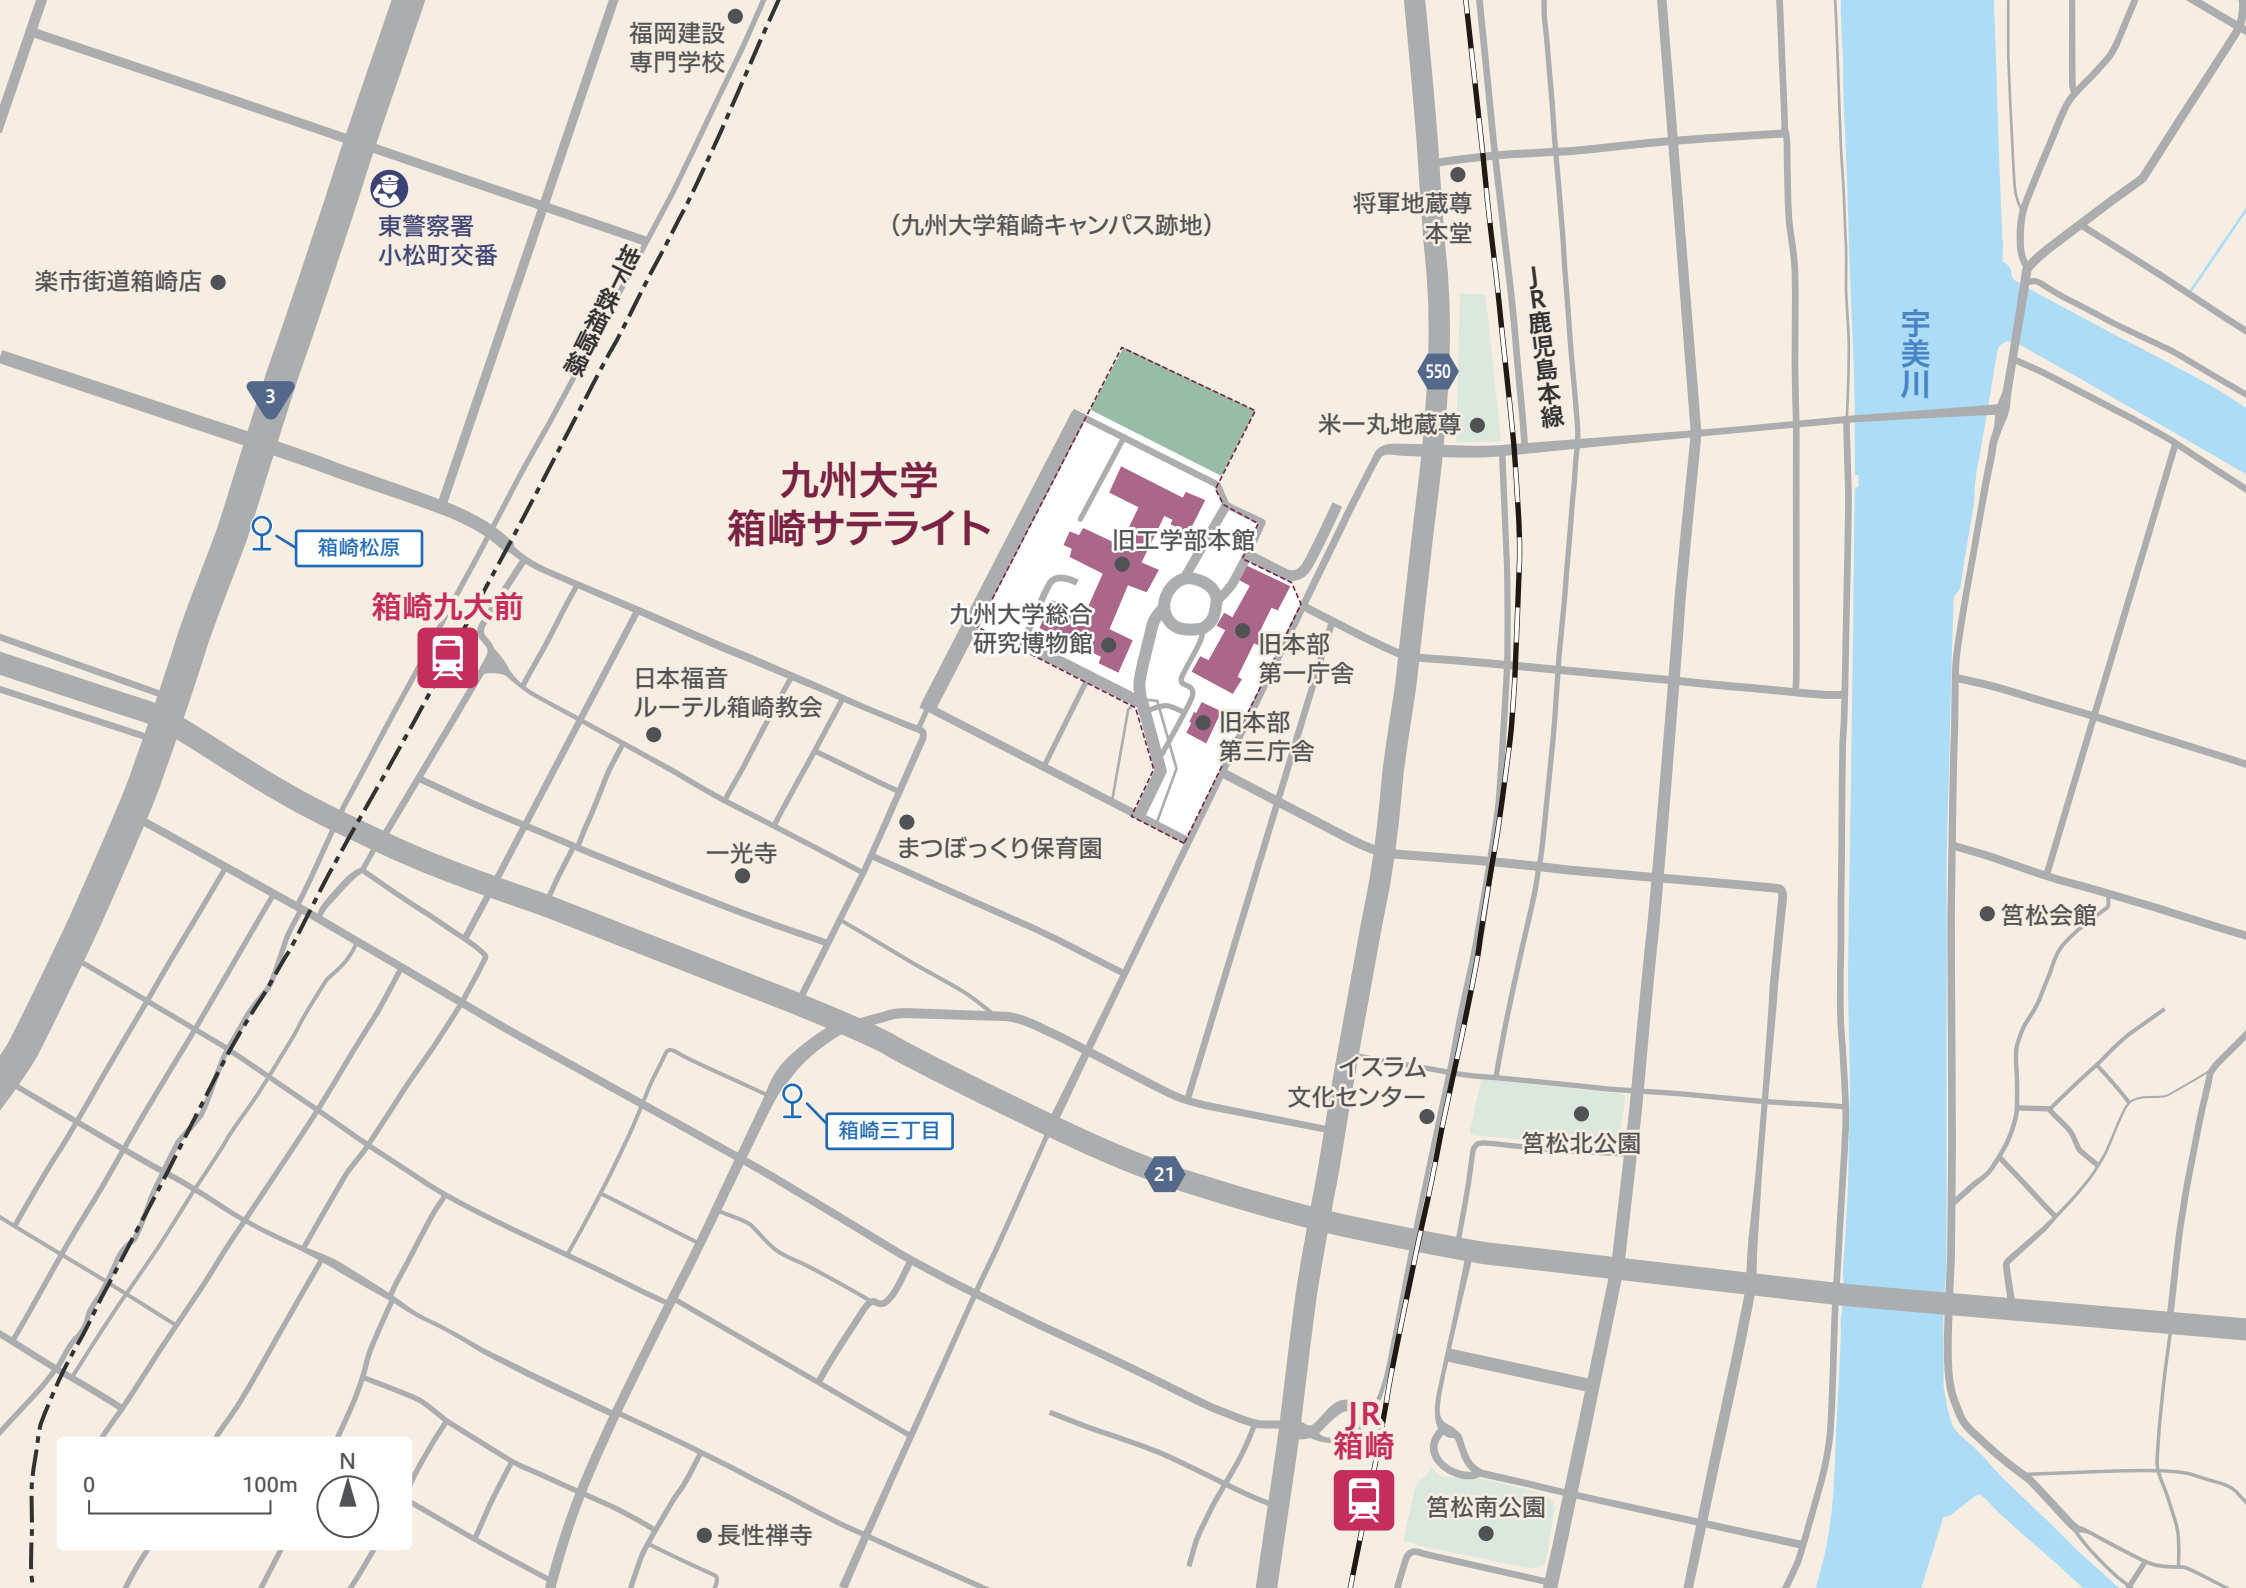 福岡建設
専門学校
東警察署
小松町交番
楽市街道箱崎店
地下鉄箱崎線
（九州大学箱崎キャンパス跡地）
将軍地蔵尊
本堂
JR鹿児島本線
宇美川
3
550
米一丸地蔵尊
九州大学
箱崎サテライト
箱崎松原
箱崎九大前
旧工学部本館
九州大学総合
研究博物館
旧本部
第一庁舎
旧本部
第三庁舎
日本福音
ルーテル箱崎教会
一光寺
まつぼっくり保育園
筥松会館
イスラム
文化センター
筥松北公園
箱崎三丁目
21
JR
箱崎
筥松南公園
長性禅寺
0
100m
N